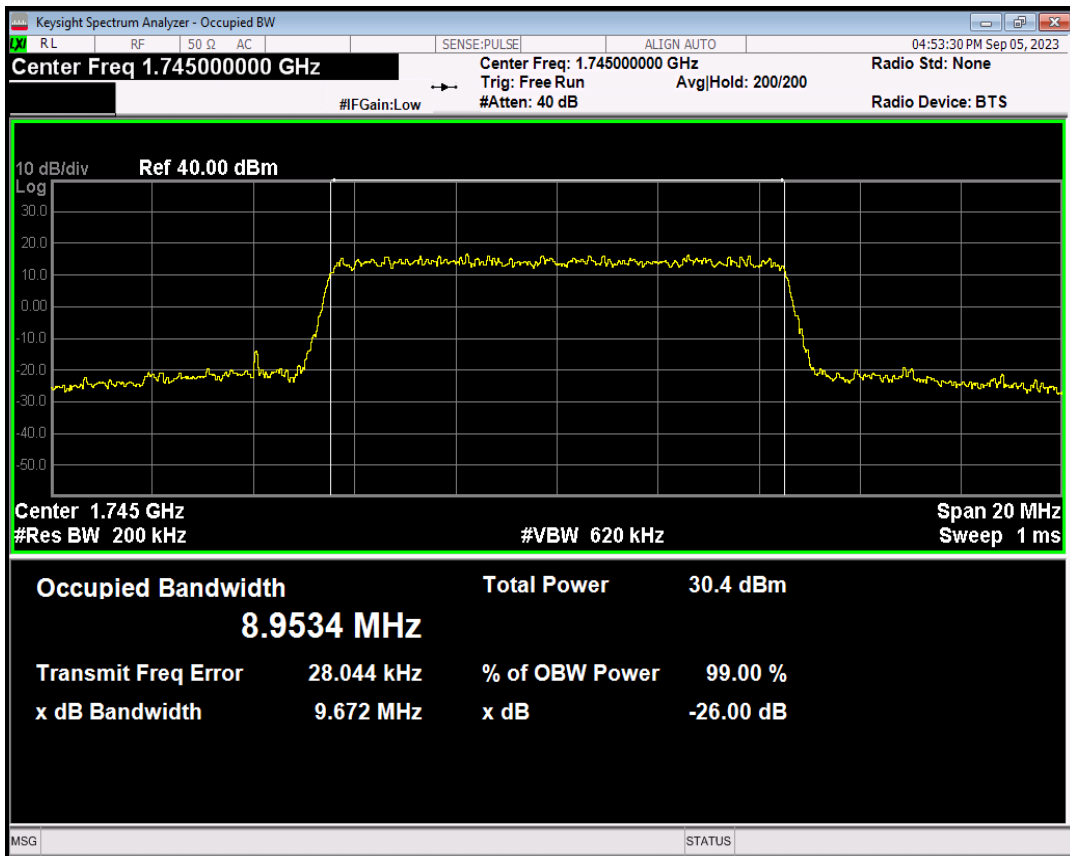 Keysight Spectrum Analyzer - Occupied BW
LXI RL RF 50 Ω AC SENSE:PULSE ALIGN AUTO 04:53:30 PM Sep 05, 2023
Center Freq 1.745000000 GHz Center Freq: 1.745000000 GHz Radio Std: None
Trig: Free Run Avg|Hold: 200/200
#IFGain:Low #Atten: 40 dB Radio Device: BTS
10 dB/div Ref 40.00 dBm
Log
30.0
20.0
10.0
0.00
-10.0
-20.0
-30.0
-40.0
-50.0
Center 1.745 GHz Span 20 MHz
#Res BW 200 kHz #VBW 620 kHz Sweep 1 ms
Occupied Bandwidth Total Power 30.4 dBm
8.9534 MHz
Transmit Freq Error 28.044 kHz % of OBW Power 99.00 %
x dB Bandwidth 9.672 MHz x dB -26.00 dB
MSG STATUS